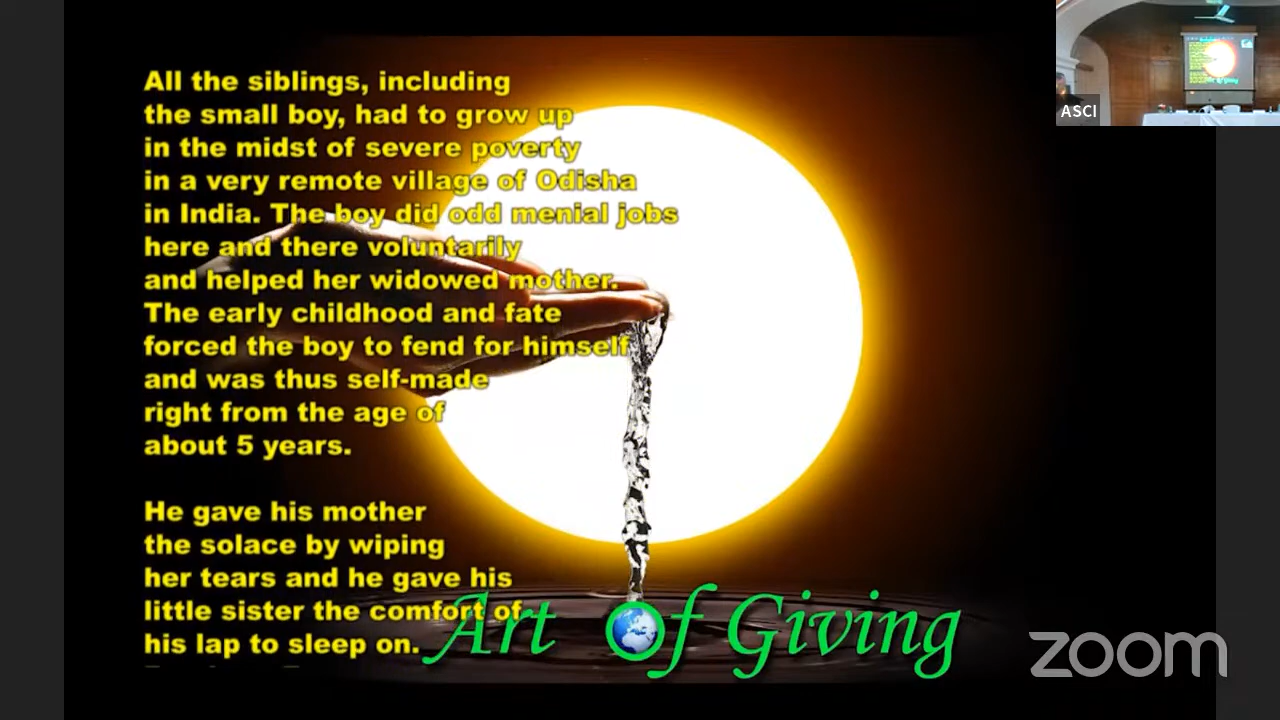 All the siblings, including
the small boy, had to grow up
in the midst of severe poverty
in a very remote village of Odisha
in India. The boy did odd menial jobs
here and there voluntarily
and helped her widowed mother.
The early childhood and fate
forced the boy to fend for himself
and was thus self-made
right from the age of
about 5 years.
He gave his mother
the solace by wiping
her tears and he gave his
little sister the comfort of
his lap to sleep on.
Art Of Giving
ASCI
zoom